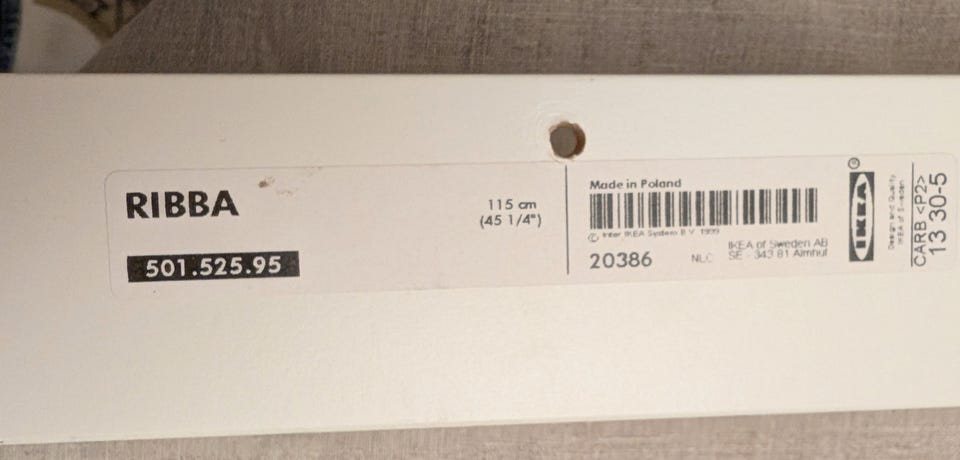 RIBBA
501.525.95
115 cm
(45 1/4")
Made in Poland
© Inter IKEA System B V 1999
20386
NLC
IKEA of Sweden AB
SE - 343 81 Älmhult
IKEA
®
Design and Quality
IKEA of Sweden
CARB <P2>
13 30-5